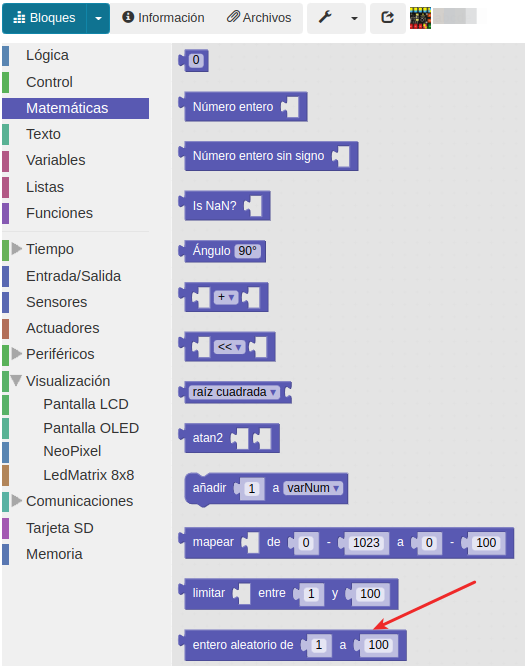 Bloques Información Archivos
Lógica
Control
Matemáticas
Texto
Variables
Listas
Funciones
Tiempo
Entrada/Salida
Sensores
Actuadores
Periféricos
Visualización
Pantalla LCD
Pantalla OLED
NeoPixel
LedMatrix 8x8
Comunicaciones
Tarjeta SD
Memoria
0
Número entero
Número entero sin signo
Is NaN?
Ángulo 90°
+
<<
raíz cuadrada
atan2
añadir 1 a varNum
mapear de 0 - 1023 a 0 - 100
limitar entre 1 y 100
entero aleatorio de 1 a 100